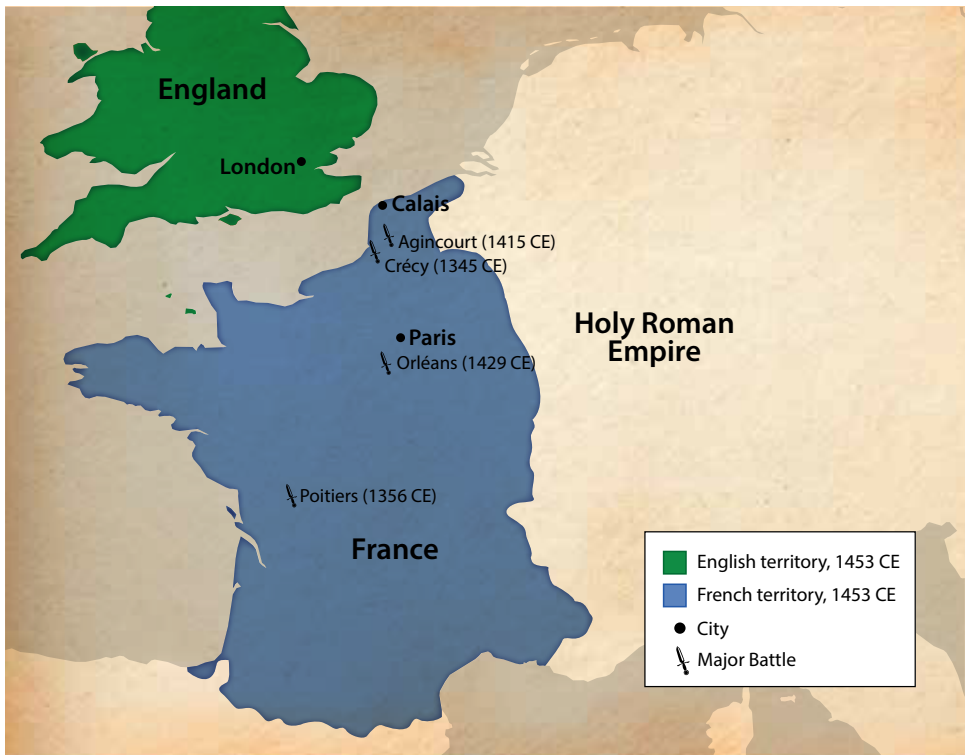 England
London
Calais
Agincourt (1415 CE)
Crécy (1345 CE)
Holy Roman
Empire
Paris
Orléans (1429 CE)
Poitiers (1356 CE)
France
English territory, 1453 CE
French territory, 1453 CE
City
Major Battle